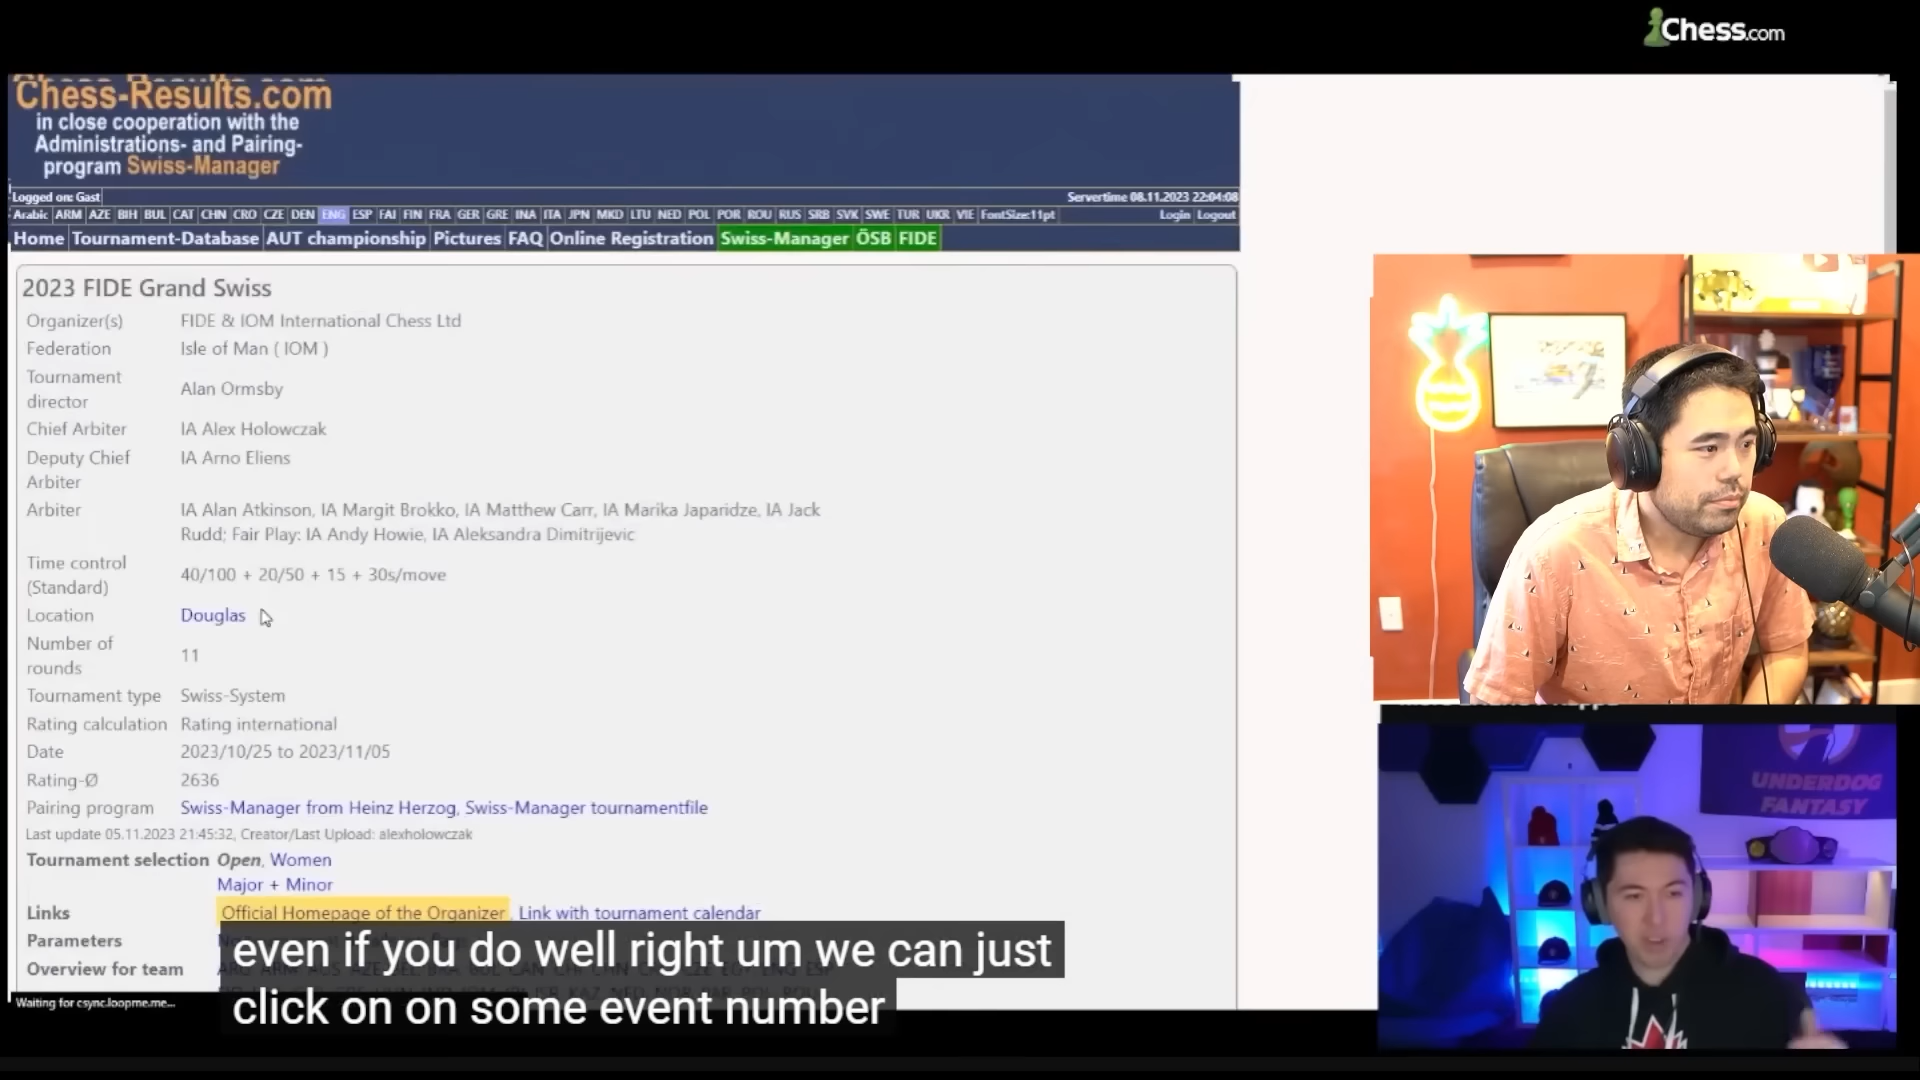 Chess.com
Chess-Results.com
in close cooperation with the
Administrations- and Pairing-
program Swiss-Manager
Logged on: Gast
Servertime 08.11.2023 22:04:08
Arabic ARM AZE BIH BUL CAT CHN CRO CZE DEN ENG ESP FAI FIN FRA GER GRE INA ITA JPN MKD LTU NED POL POR ROU RUS SRB SVK SWE TUR UKR VIE FontSize:11pt Login Logout
Home Tournament-Database AUT championship Pictures FAQ Online Registration Swiss-Manager ÖSB FIDE
2023 FIDE Grand Swiss
Organizer(s) FIDE & IOM International Chess Ltd
Federation Isle of Man ( IOM )
Tournament
director Alan Ormsby
Chief Arbiter IA Alex Holowczak
Deputy Chief
Arbiter IA Arno Eliens
Arbiter IA Alan Atkinson, IA Margit Brokko, IA Matthew Carr, IA Marika Japaridze, IA Jack
Rudd; Fair Play: IA Andy Howie, IA Aleksandra Dimitrijevic
Time control
(Standard) 40/100 + 20/50 + 15 + 30s/move
Location Douglas
Number of
rounds 11
Tournament type Swiss-System
Rating calculation Rating international
Date 2023/10/25 to 2023/11/05
Rating-Ø 2636
Pairing program Swiss-Manager from Heinz Herzog, Swiss-Manager tournamentfile
Last update 05.11.2023 21:45:32, Creator/Last Upload: alexholowczak
Tournament selection Open, Women
Major + Minor
Links Official Homepage of the Organizer, Link with tournament calendar
Parameters
Overview for team
even if you do well right um we can just
click on on some event number
Waiting for csync.loopme.me...
UNDERDOG
FANTASY